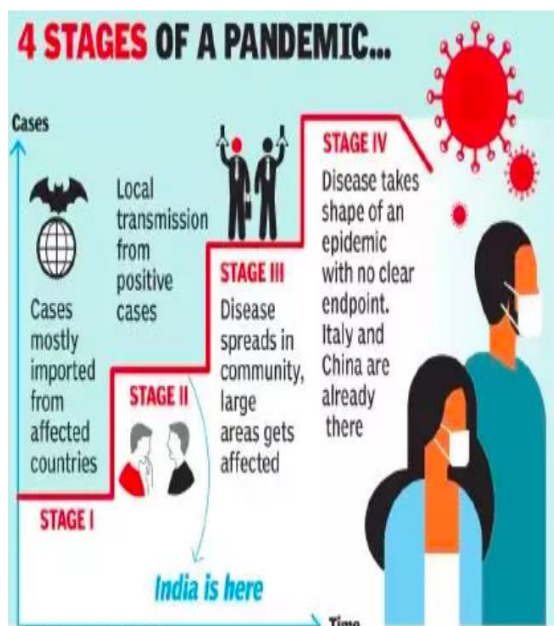 4 STAGES OF A PANDEMIC...
Cases
Cases
mostly
imported
from
affected
countries
STAGE I
Local
transmission
from
positive
cases
STAGE II
India is here
STAGE III
Disease
spreads in
community,
large
areas gets
affected
STAGE IV
Disease takes
shape of an
epidemic
with no clear
endpoint.
Italy and
China are
already
there
Time